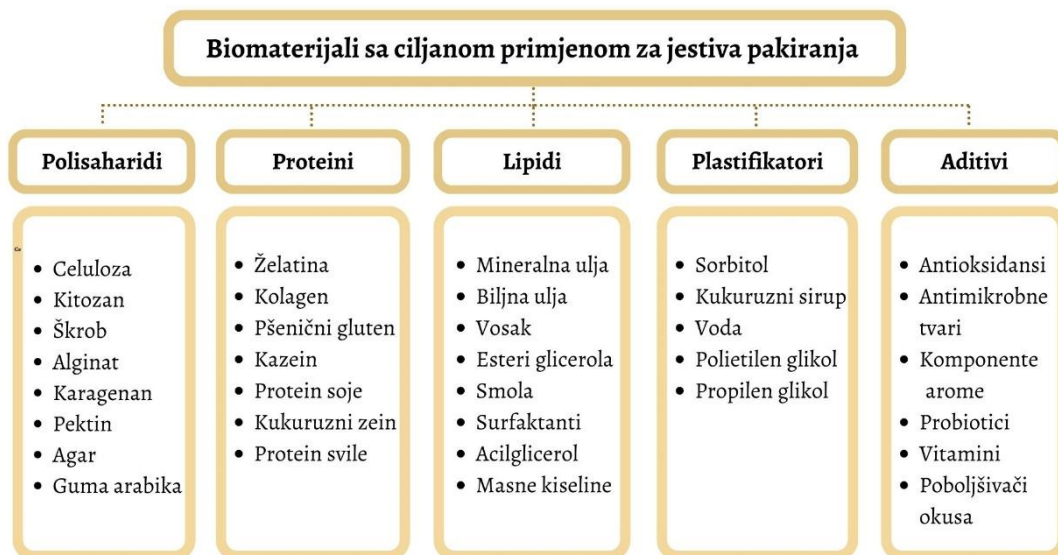 Biomaterijali sa ciljanom primjenom za jestiva pakiranja
Polisaharidi
Celuloza
Kitozan
Škrob
Alginat
Karagenan
Pektin
Agar
Guma arabika
Proteini
Želatina
Kolagen
Pšenični gluten
Kazein
Protein soje
Kukuruzni zein
Protein svile
Lipidi
Mineralna ulja
Biljna ulja
Vosak
Esteri glicerola
Smola
Surfaktanti
Acilglicerol
Masne kiseline
Plastifikatori
Sorbitol
Kukuruzni sirup
Voda
Polietilen glikol
Propilen glikol
Aditivi
Antioksidansi
Antimikrobne
tvari
Komponente
arome
Probiotici
Vitamini
Poboljšivači
okusa